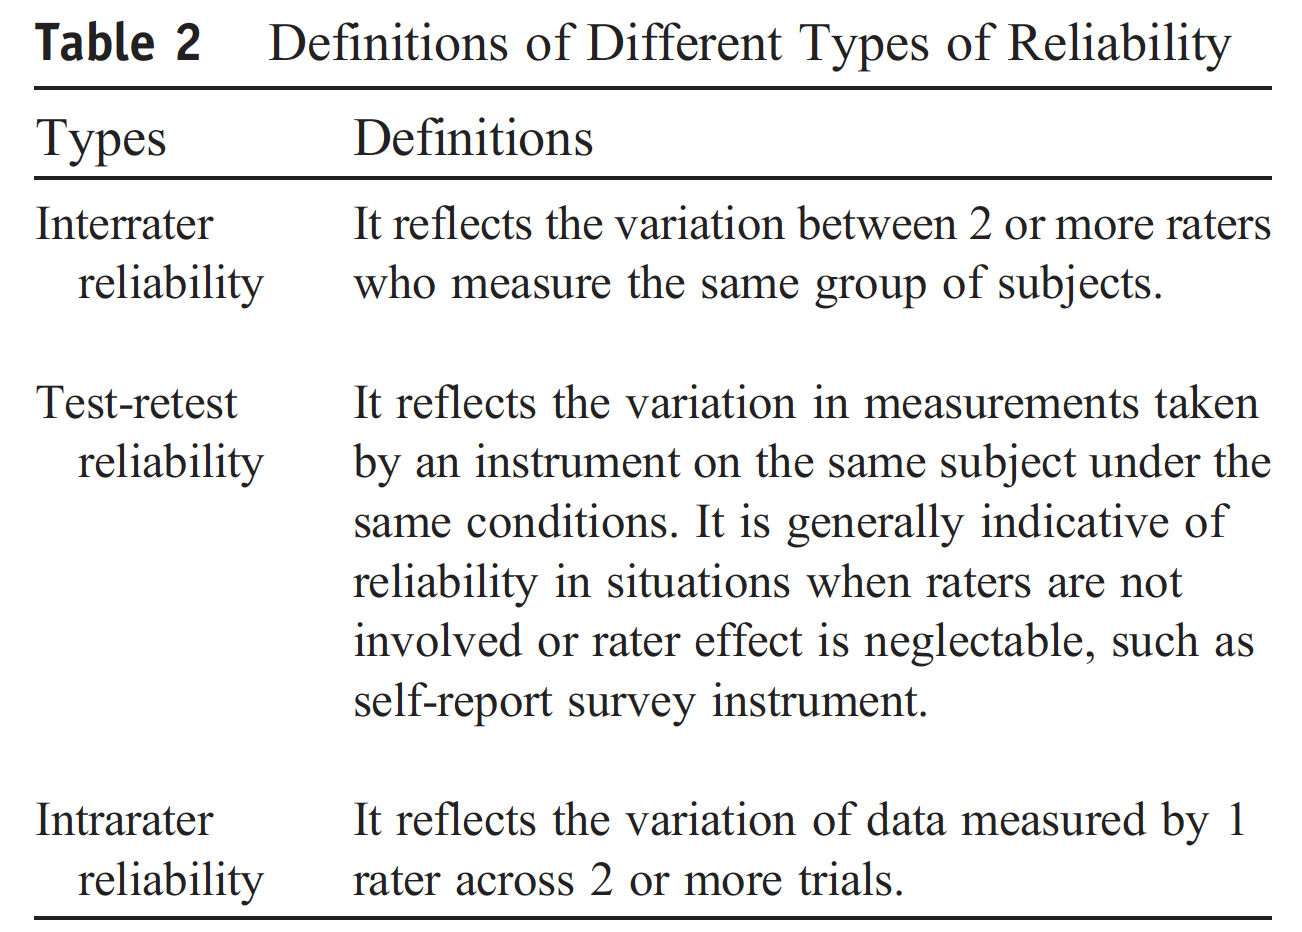 Table 2 Definitions of Different Types of Reliability
Types Definitions
Interrater It reflects the variation between 2 or more raters
reliability who measure the same group of subjects.
Test-retest It reflects the variation in measurements taken
reliability by an instrument on the same subject under the
same conditions. It is generally indicative of
reliability in situations when raters are not
involved or rater effect is neglectable, such as
self-report survey instrument.
Intrarater It reflects the variation of data measured by 1
reliability rater across 2 or more trials.